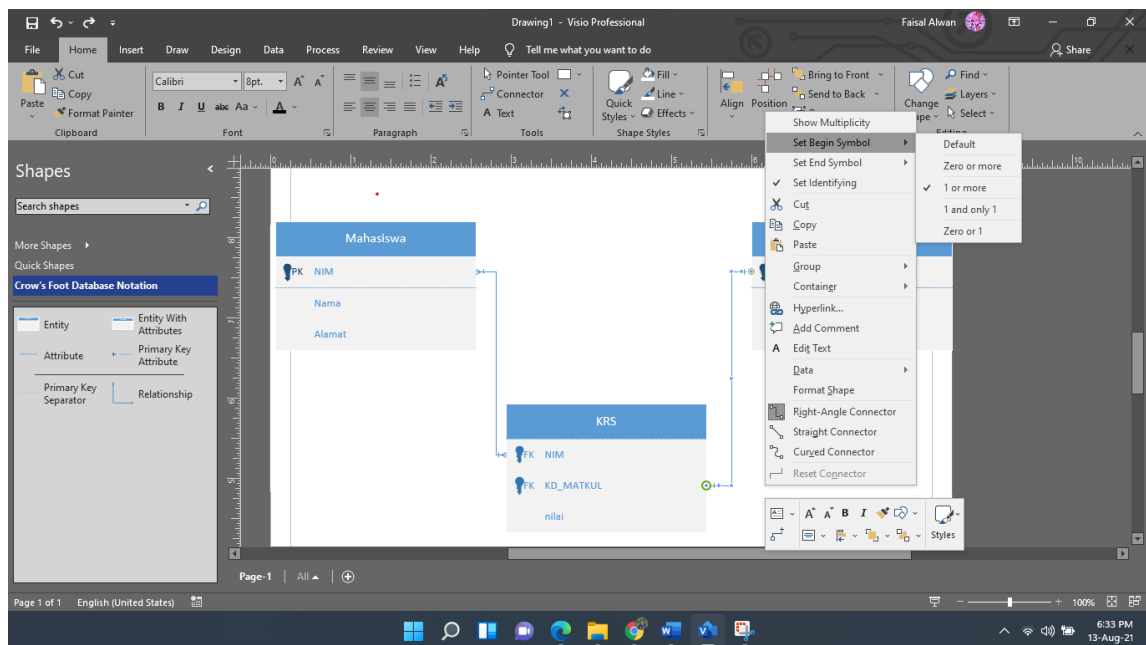 Drawing1 - Visio Professional
Faisal Alwan
File Home Insert Draw Design Data Process Review View Help Tell me what you want to do Share
Cut
Copy
Format Painter
Paste
Clipboard
Calibri 8pt.
B I U abc Aa A
Font
Paragraph
Pointer Tool
Connector
A Text
Tools
Quick Styles
Fill
Line
Effects
Shape Styles
Align Position
Bring to Front
Send to Back
Change
Find
Layers
Select
Editing
Shapes
Search shapes
More Shapes
Quick Shapes
Crow's Foot Database Notation
Entity
Entity With Attributes
Attribute
Primary Key Attribute
Primary Key Separator
Relationship
Mahasiswa
PK NIM
Nama
Alamat
KRS
FK NIM
FK KD_MATKUL
nilai
Show Multiplicity
Set Begin Symbol
Set End Symbol
Set Identifying
Cut
Copy
Paste
Group
Container
Hyperlink...
Add Comment
A Edit Text
Data
Format Shape
Right-Angle Connector
Straight Connector
Curved Connector
Reset Connector
Default
Zero or more
1 or more
1 and only 1
Zero or 1
A A B I
Styles
Page-1 All
Page 1 of 1 English (United States)
100%
6:33 PM
13-Aug-21